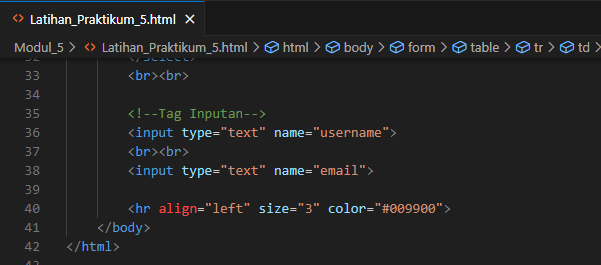 Latihan_Praktikum_5.html
Modul_5 > Latihan_Praktikum_5.html > html > body > form > table > tr > td
32 </select>
33 <br><br>
34
35 <!--Tag Inputan-->
36 <input type="text" name="username">
37 <br><br>
38 <input type="text" name="email">
39
40 <hr align="left" size="3" color="#009900">
41 </body>
42 </html>
43